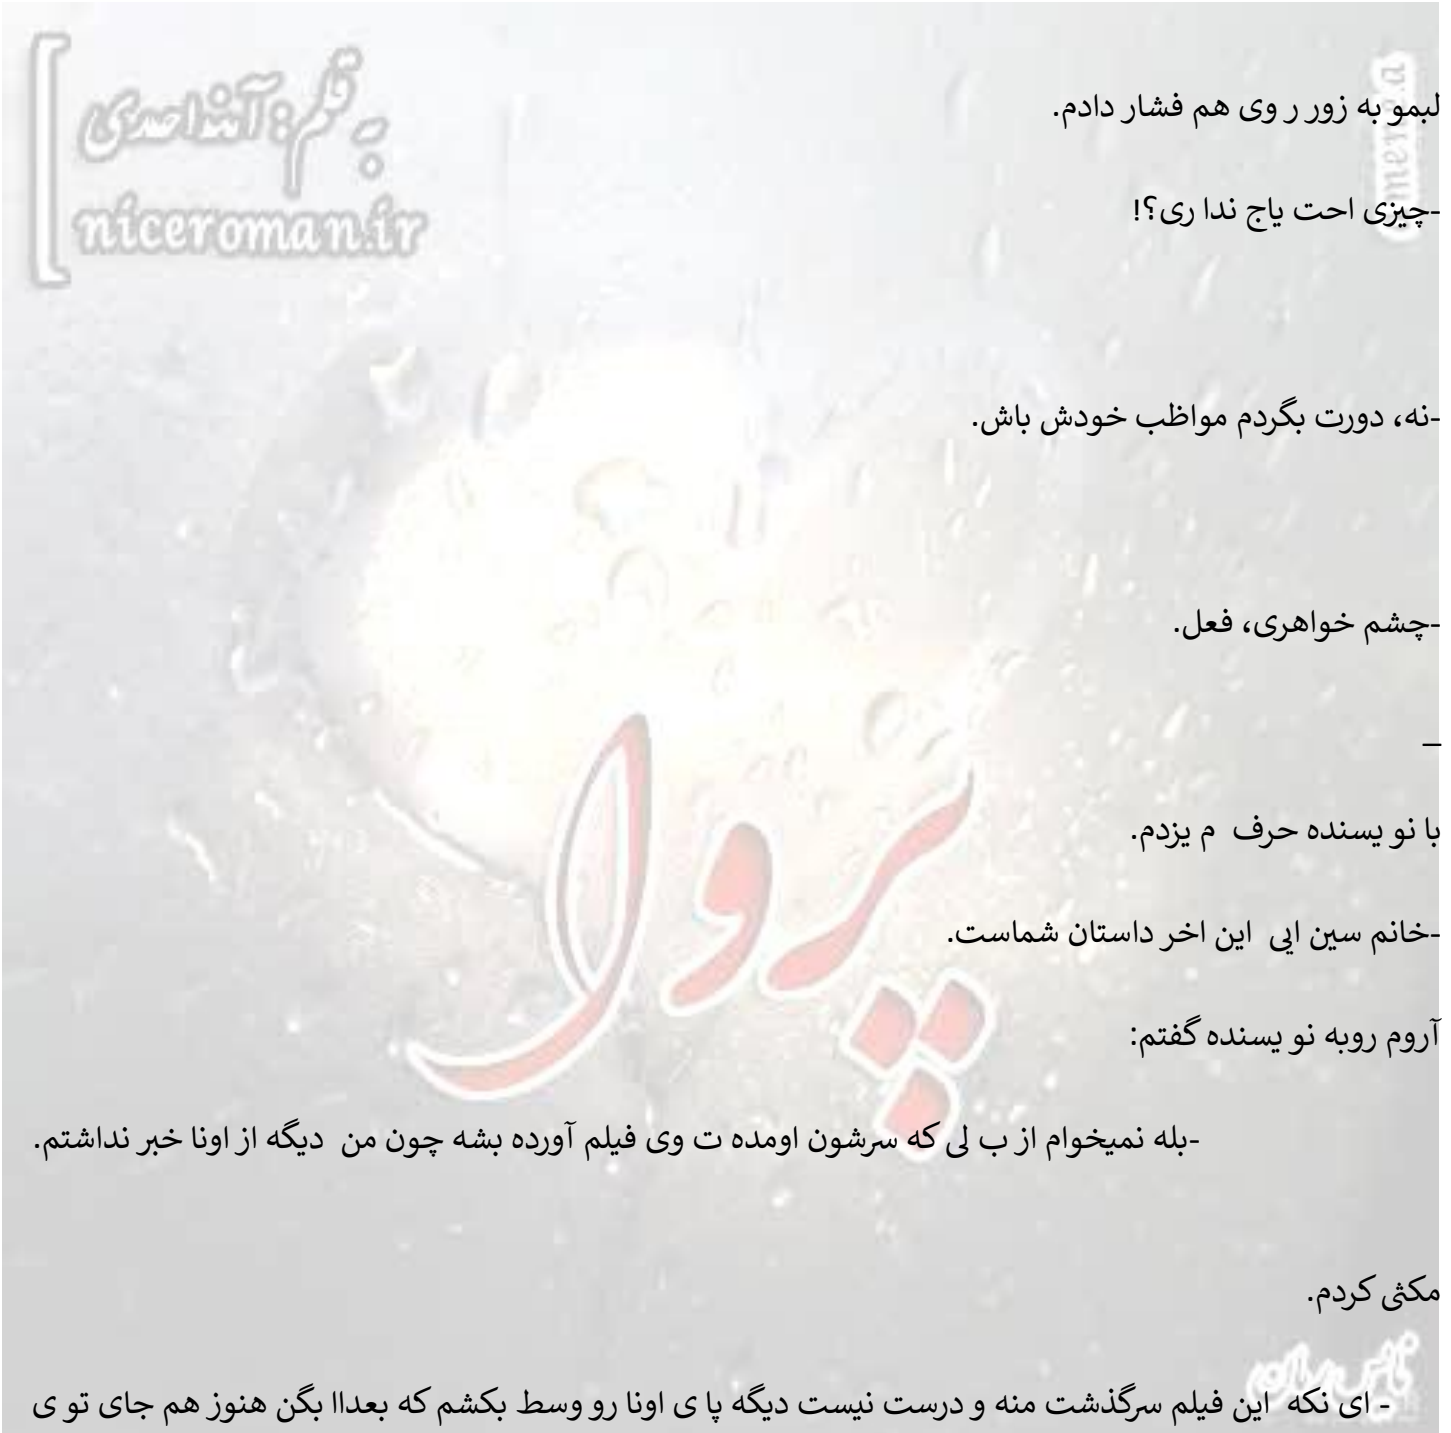 به قلم: آلنداحمدی
niceroman.ir
لبمو به زور ر وی هم فشار دادم.
-چیزی احت یاج ندا ری؟!
-نه، دورت بگردم مواظب خودش باش.
-چشم خواهری، فعل.
_
با نو یسنده حرف م یزدم.
-خانم سین ایی این اخر داستان شماست.
آروم روبه نو یسنده گفتم:
-بله نمیخوام از ب لی که سرشون اومده ت وی فیلم آورده بشه چون من دیگه از اونا خبر نداشتم.
مکثی کردم.
- ای نکه این فیلم سرگذشت منه و درست نیست دیگه پا ی اونا رو وسط بکشم که بعداا بگن هنوز هم جای تو ی
پروا